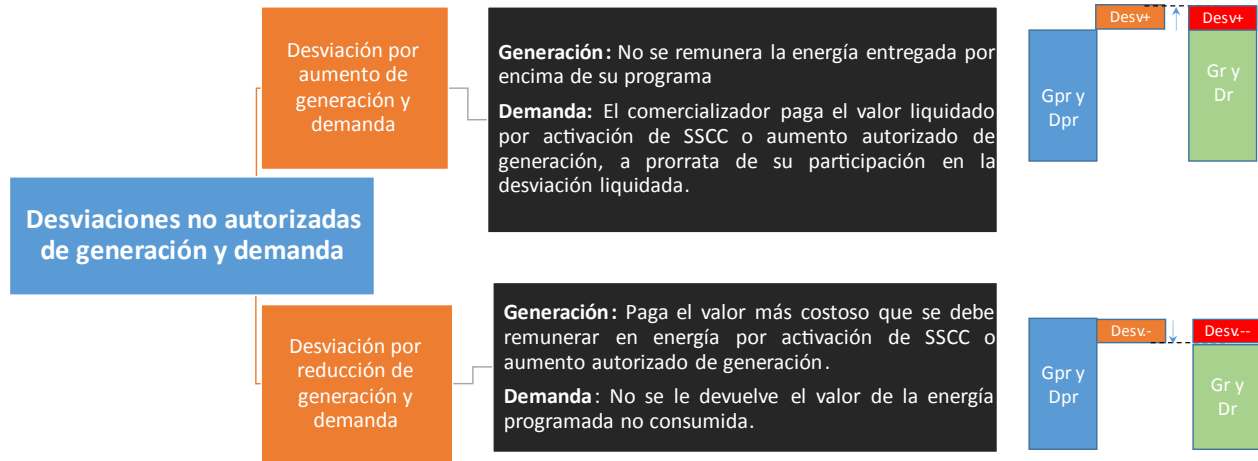 Desviaciones no autorizadas
de generación y demanda
Desviación por
aumento de
generación y
demanda
Generación: No se remunera la energía entregada por
encima de su programa
Demanda: El comercializador paga el valor liquidado
por activación de SSCC o aumento autorizado de
generación, a prorrata de su participación en la
desviación liquidada.
Desv+
Desv+
Gpr y
Dpr
Gr y
Dr
Desviación por
reducción de
generación y
demanda
Generación: Paga el valor más costoso que se debe
remunerar en energía por activación de SSCC o
aumento autorizado de generación.
Demanda: No se le devuelve el valor de la energía
programada no consumida.
Desv.-
Desv.--
Gpr y
Dpr
Gr y
Dr